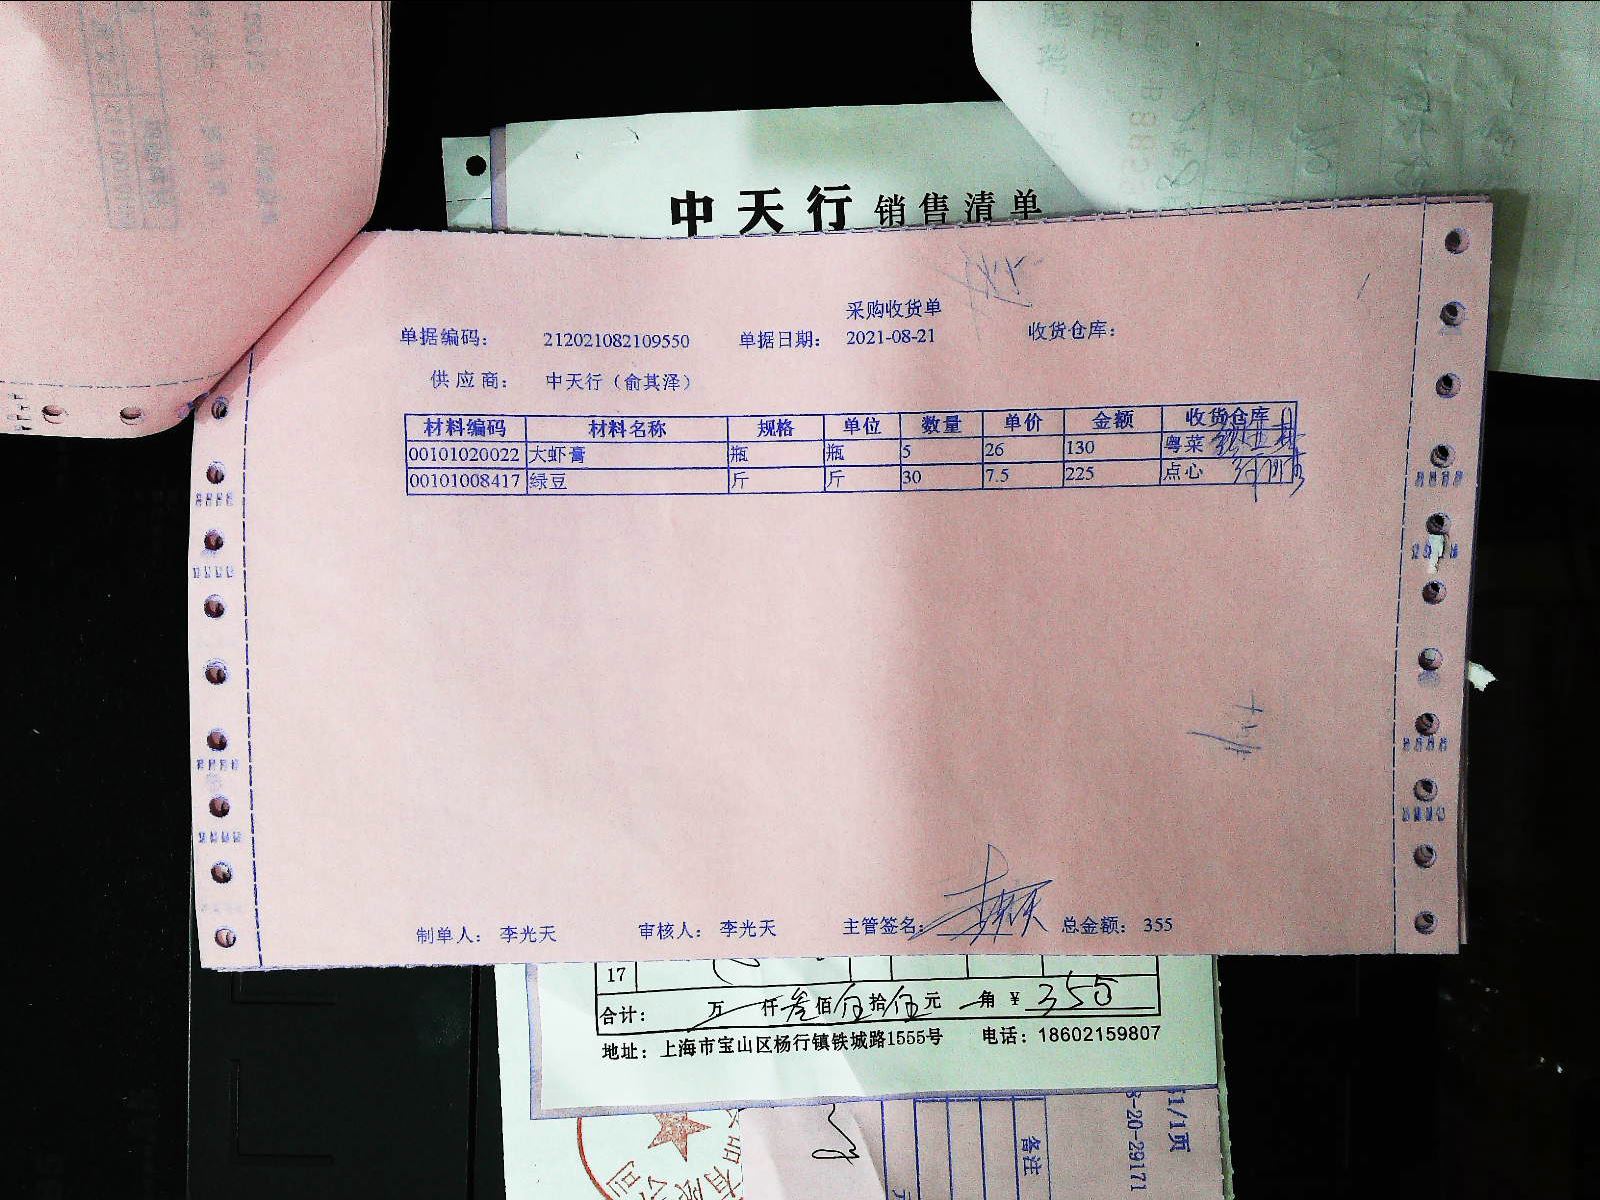 中天行 销售清单
采购收货单
单据编码： 212021082109550 单据日期： 2021-08-21 收货仓库：
供应商： 中天行（俞其泽）
材料编码 材料名称 规格 单位 数量 单价 金额 收货仓库
00101020022 大虾膏 瓶 瓶 5 26 130 粤菜
00101008417 绿豆 斤 斤 30 7.5 225 点心
制单人： 李光天 审核人： 李光天 主管签名： 总金额： 355
17
合计： 万 仟叁佰伍拾伍元 角 ￥ 355
地址：上海市宝山区杨行镇铁城路1555号 电话：18602159807
备注
1/1页
-20-29171